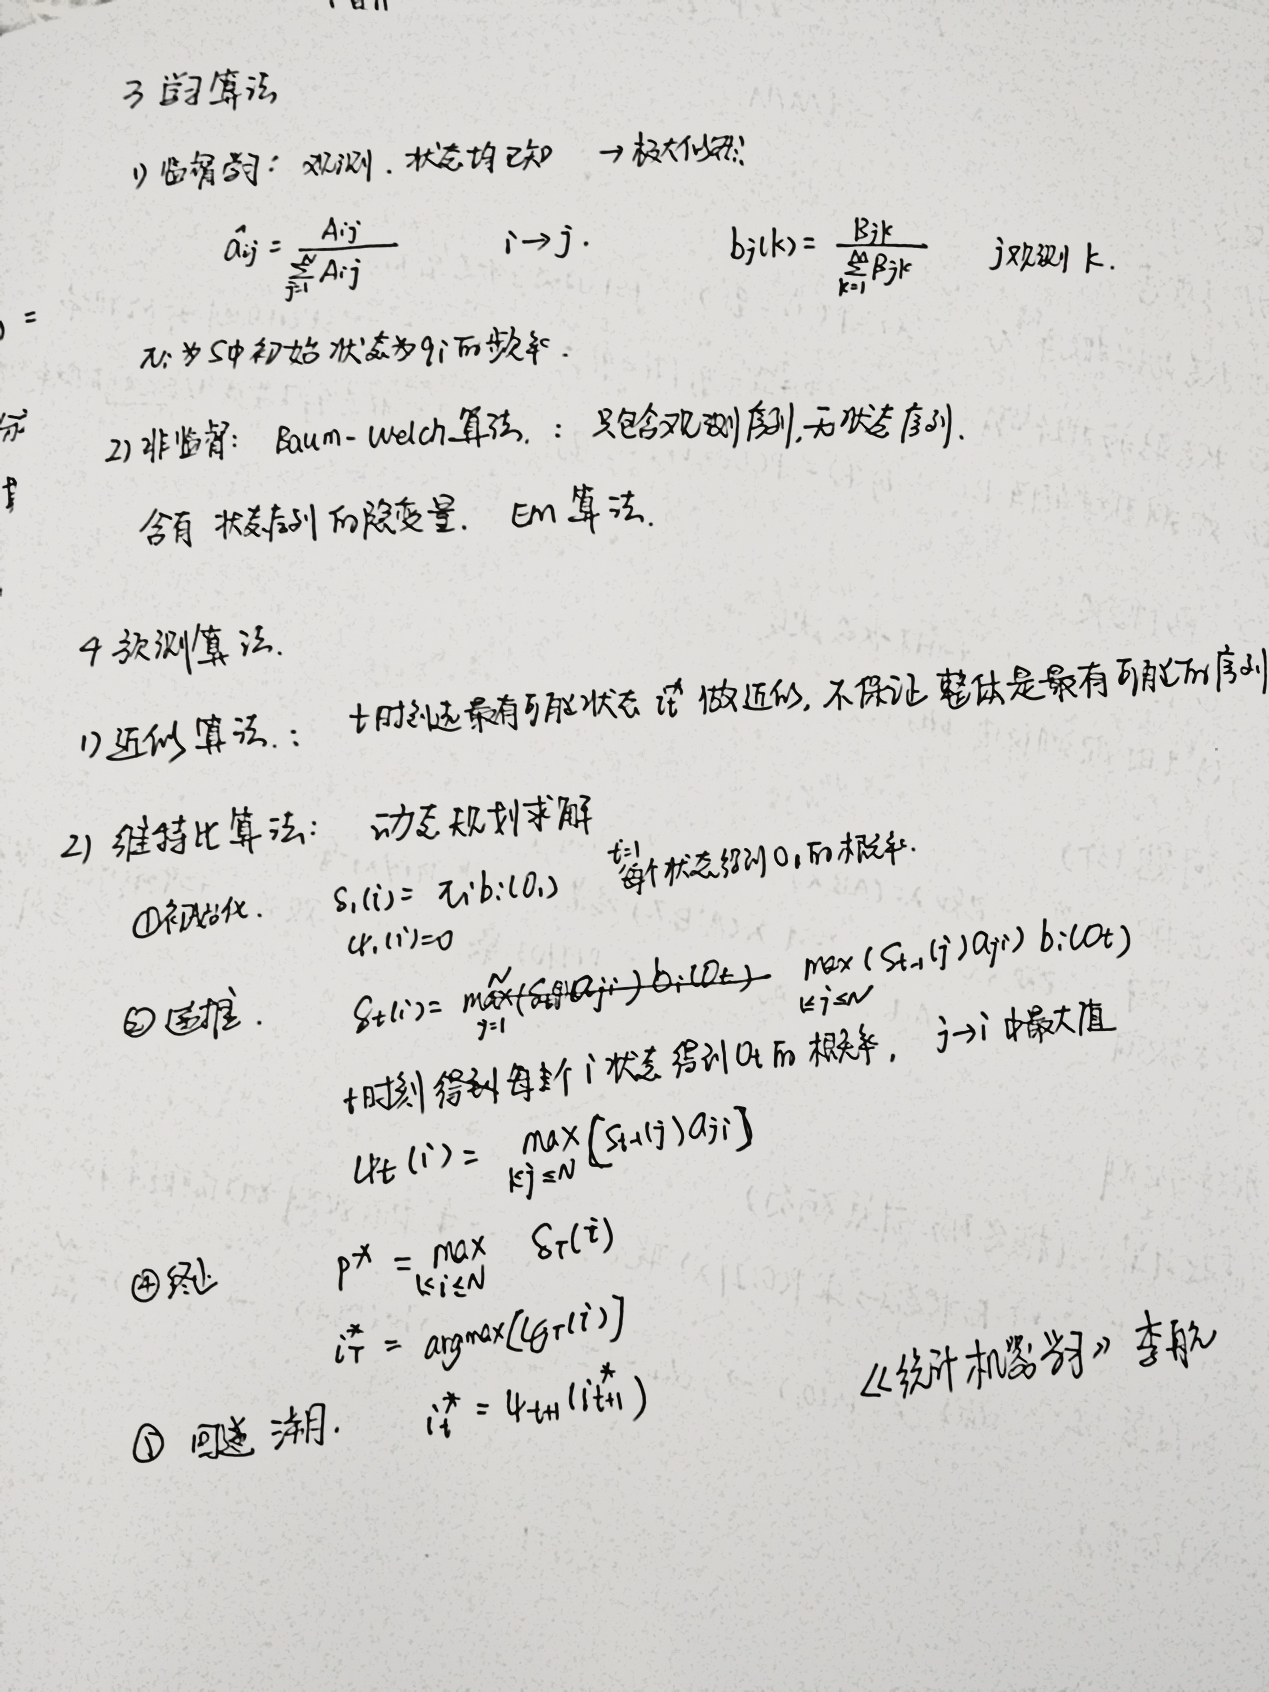 3 学习算法
1) 监督学习: 观测. 状态均已知 → 极大似然
âij = Aij / ∑_{j=1}^{N} Aij  i→j.  bj(k) = Bjk / ∑_{k=1}^{M} Bjk  j观测k.
πi 为S中初始状态为qi的频率.
2) 非监督: Baum-Welch算法. : 只包含观测序列,无状态序列.
含有 状态序列的隐变量. Em 算法.
4 预测算法.
1) 近似算法. : t时刻选最有可能状态 it* 做近似, 不保证 整体是最有可能的序列
2) 维特比算法: 动态规划求解
①初始化. δ1(i) = πi bi(O1)  t=1 每个状态得到O1的概率.
ψ1(i)=0
②递推. δt(i) = max_{1≤j≤N} (δt-1(j) aji) bi(Ot)
t时刻得到每个 i 状态得到Ot的概率, j→i 中最大值
ψt(i) = max_{1≤j≤N} [δt-1(j) aji]
④终止 p* = max_{1≤i≤N} δT(i)
iT* = argmax[ψT(i)]
⑤ 回溯. it* = ψt+1(it+1*)
《统计机器学习》 李航